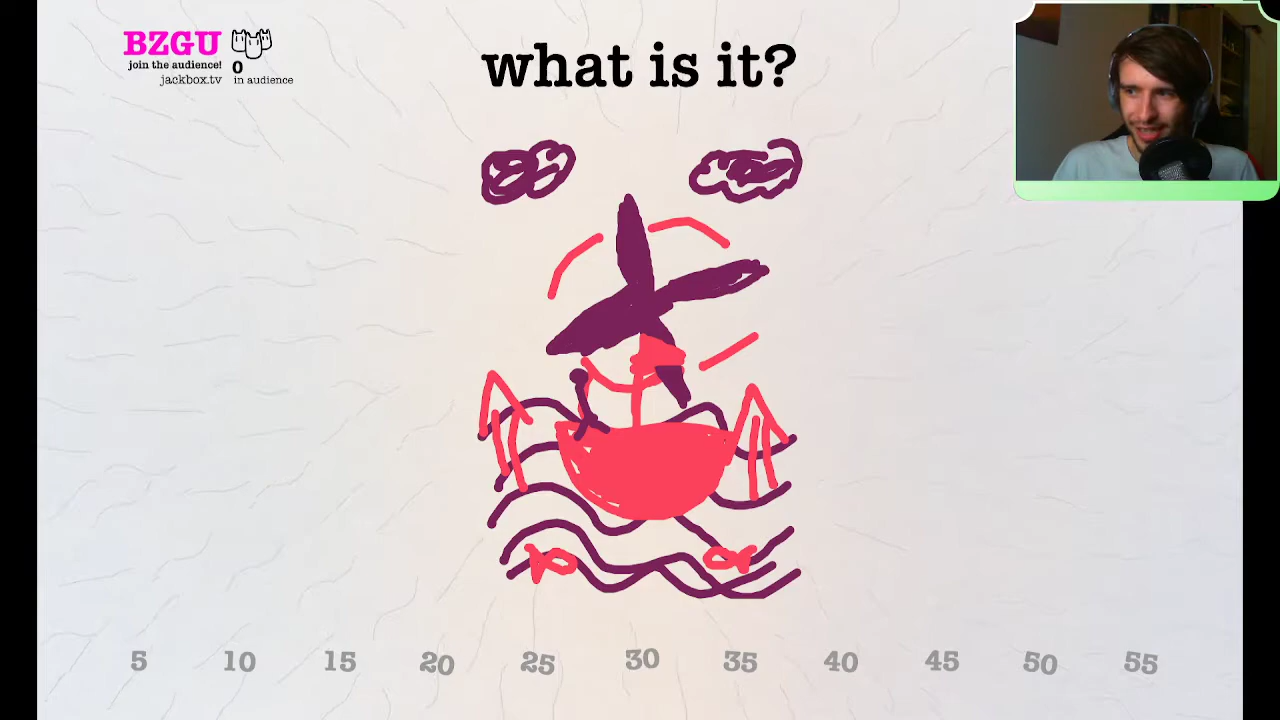 BZGU
join the audience!
0
jackbox.tv in audience
what is it?
5 10 15 20 25 30 35 40 45 50 55